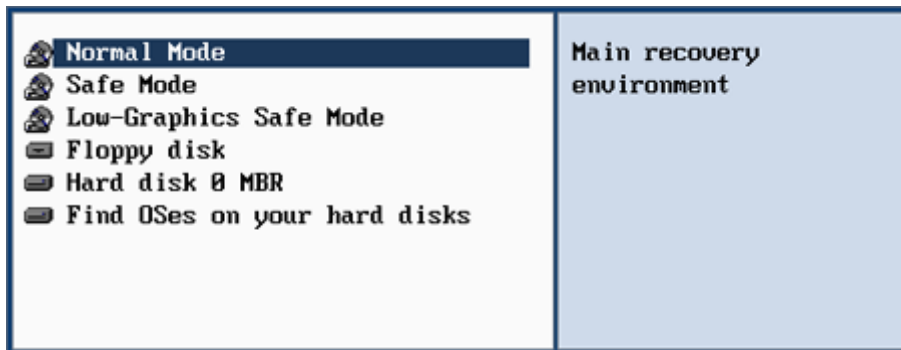 Normal Mode
Safe Mode
Low-Graphics Safe Mode
Floppy disk
Hard disk 0 MBR
Find OSes on your hard disks
Main recovery
environment